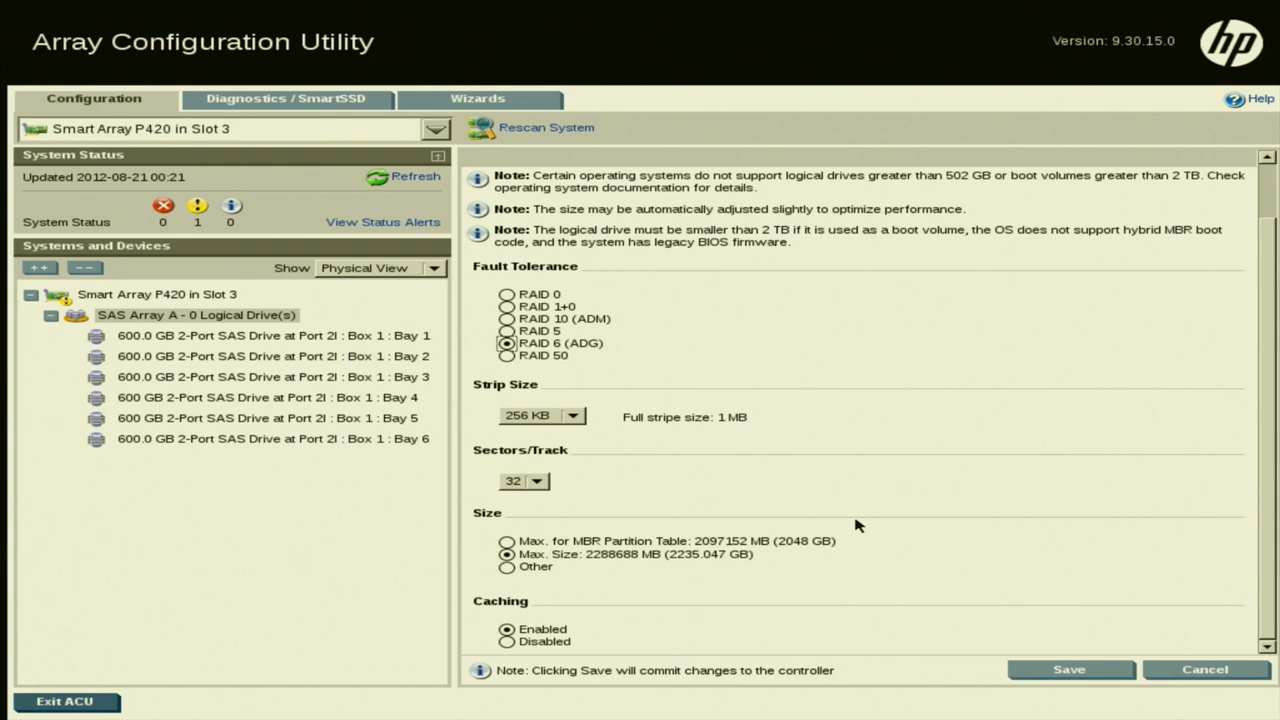 Array Configuration Utility
Version: 9.30.15.0
hp
Configuration
Diagnostics / SmartSSD
Wizards
Help
Smart Array P420 in Slot 3
Rescan System
System Status
Updated 2012-08-21 00:21
Refresh
System Status 0 1 0
View Status Alerts
Systems and Devices
++
--
Show Physical View
Smart Array P420 in Slot 3
SAS Array A - 0 Logical Drive(s)
600.0 GB 2-Port SAS Drive at Port 2I : Box 1 : Bay 1
600.0 GB 2-Port SAS Drive at Port 2I : Box 1 : Bay 2
600.0 GB 2-Port SAS Drive at Port 2I : Box 1 : Bay 3
600 GB 2-Port SAS Drive at Port 2I : Box 1 : Bay 4
600 GB 2-Port SAS Drive at Port 2I : Box 1 : Bay 5
600.0 GB 2-Port SAS Drive at Port 2I : Box 1 : Bay 6
Note: Certain operating systems do not support logical drives greater than 502 GB or boot volumes greater than 2 TB. Check
operating system documentation for details.
Note: The size may be automatically adjusted slightly to optimize performance.
Note: The logical drive must be smaller than 2 TB if it is used as a boot volume, the OS does not support hybrid MBR boot
code, and the system has legacy BIOS firmware.
Fault Tolerance
RAID 0
RAID 1+0
RAID 10 (ADM)
RAID 5
RAID 6 (ADG)
RAID 50
Strip Size
256 KB
Full stripe size: 1 MB
Sectors/Track
32
Size
Max. for MBR Partition Table: 2097152 MB (2048 GB)
Max. Size: 2288688 MB (2235.047 GB)
Other
Caching
Enabled
Disabled
Note: Clicking Save will commit changes to the controller
Save
Cancel
Exit ACU